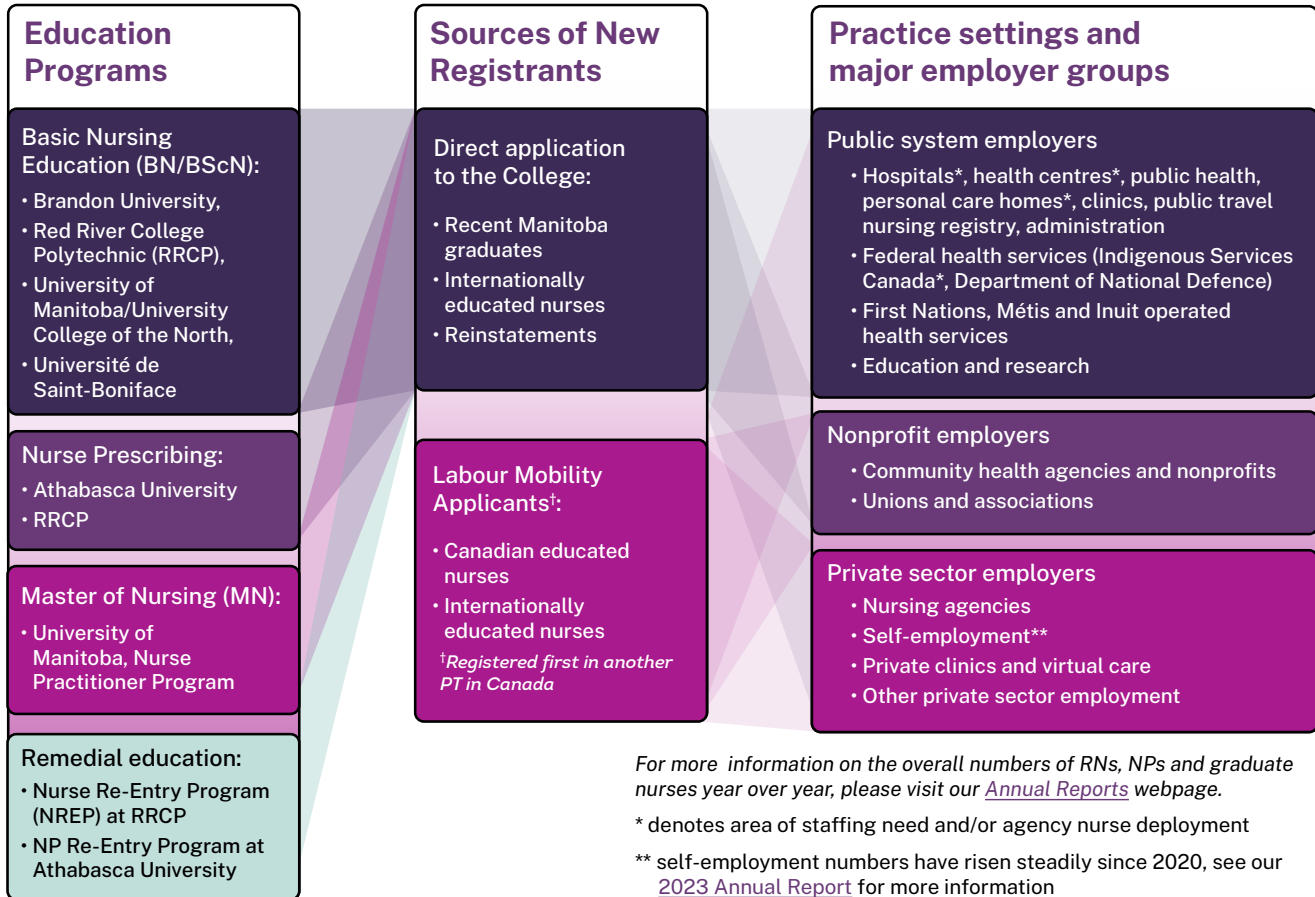 Education
Programs
Basic Nursing
Education (BN/BScN):
• Brandon University,
• Red River College
Polytechnic (RRCP),
• University of
Manitoba/University
College of the North,
• Université de
Saint-Boniface
Nurse Prescribing:
• Athabasca University
• RRCP
Master of Nursing (MN):
• University of
Manitoba, Nurse
Practitioner Program
Remedial education:
• Nurse Re-Entry Program
(NREP) at RRCP
• NP Re-Entry Program at
Athabasca University
Sources of New
Registrants
Direct application
to the College:
• Recent Manitoba
graduates
• Internationally
educated nurses
• Reinstatements
Labour Mobility
Applicants†:
• Canadian educated
nurses
• Internationally
educated nurses
†Registered first in another
PT in Canada
Practice settings and
major employer groups
Public system employers
• Hospitals*, health centres*, public health,
personal care homes*, clinics, public travel
nursing registry, administration
• Federal health services (Indigenous Services
Canada*, Department of National Defence)
• First Nations, Métis and Inuit operated
health services
• Education and research
Nonprofit employers
• Community health agencies and nonprofits
• Unions and associations
Private sector employers
• Nursing agencies
• Self-employment**
• Private clinics and virtual care
• Other private sector employment
For more information on the overall numbers of RNs, NPs and graduate
nurses year over year, please visit our Annual Reports webpage.
* denotes area of staffing need and/or agency nurse deployment
** self-employment numbers have risen steadily since 2020, see our
2023 Annual Report for more information